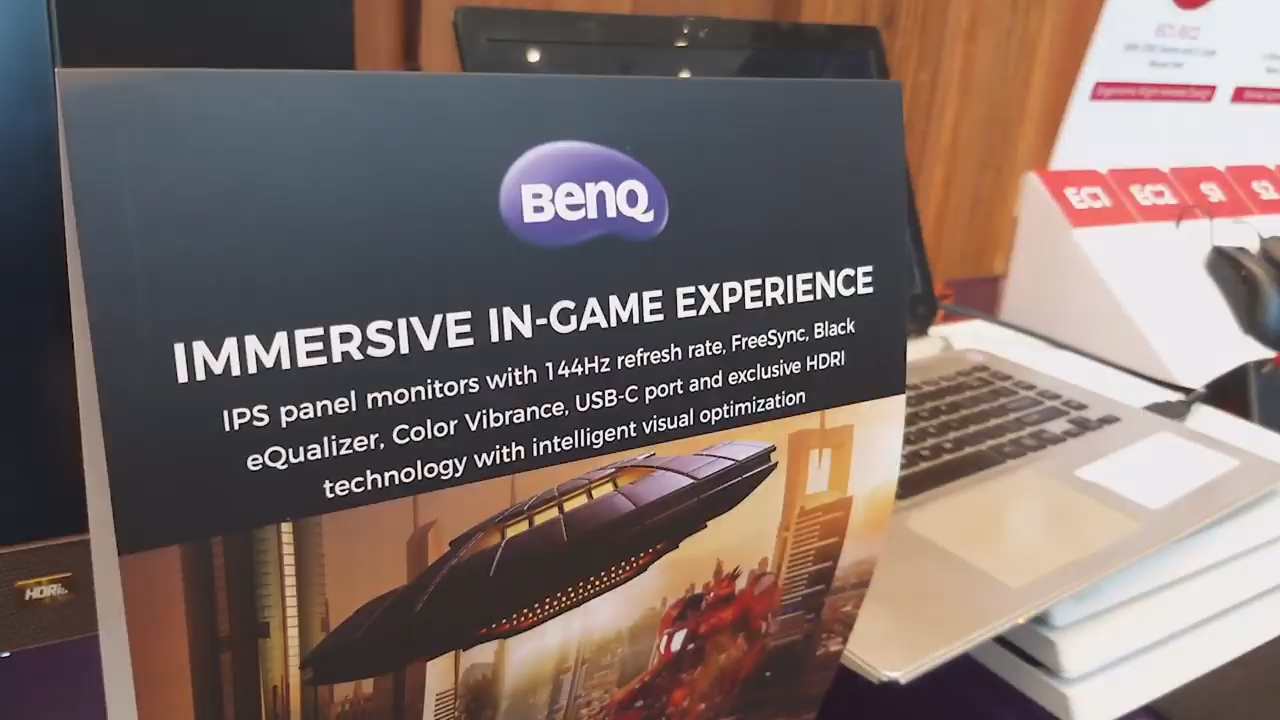 BenQ
IMMERSIVE IN-GAME EXPERIENCE
IPS panel monitors with 144Hz refresh rate, FreeSync, Black
eQualizer, Color Vibrance, USB-C port and exclusive HDRI
technology with intelligent visual optimization
HDRi
EC1 EC2 S1 S2